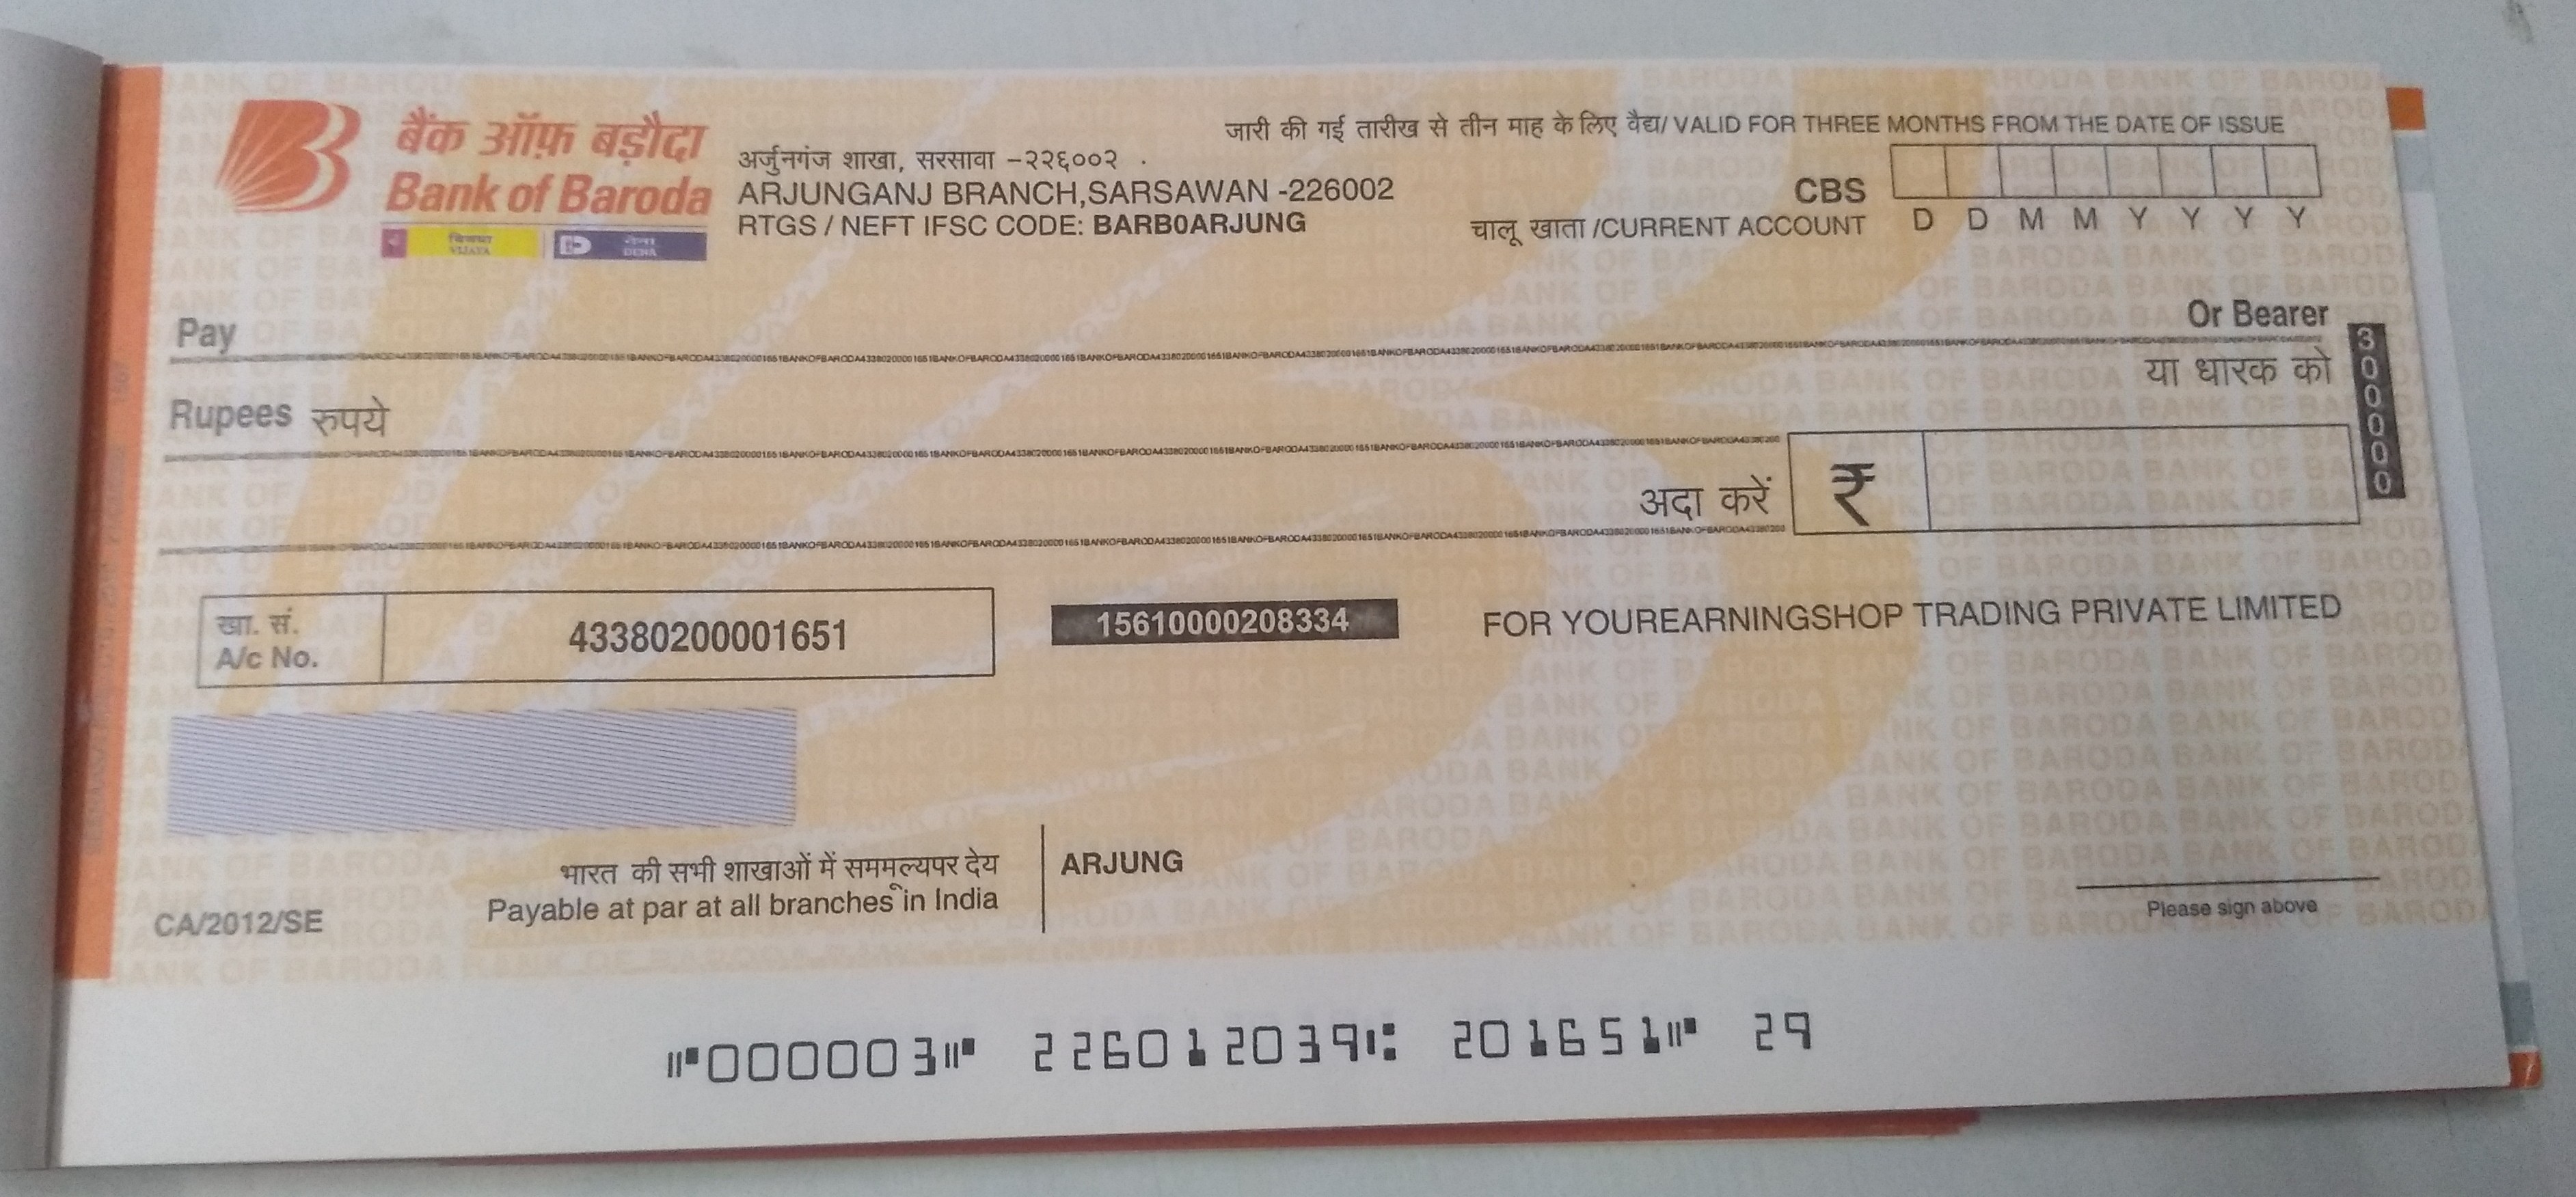 बैंक ऑफ़ बड़ौदा
Bank of Baroda
विजया
VIJAYA
देना
DENA
अर्जुनगंज शाखा, सरसावा -२२६००२
ARJUNGANJ BRANCH,SARSAWAN -226002
RTGS / NEFT IFSC CODE: BARB0ARJUNG
जारी की गई तारीख से तीन माह के लिए वैद्य/ VALID FOR THREE MONTHS FROM THE DATE OF ISSUE
CBS
चालू खाता /CURRENT ACCOUNT
D D M M Y Y Y Y
Pay
Or Bearer
या धारक को
300000
Rupees रुपये
अदा करें
₹
खा. सं.
A/c No.
43380200001651
15610000208334
FOR YOUREARNINGSHOP TRADING PRIVATE LIMITED
भारत की सभी शाखाओं में सममूल्यपर देय
Payable at par at all branches in India
ARJUNG
CA/2012/SE
Please sign above
⑈000003⑈ 226012039⑆ 201651⑈ 29